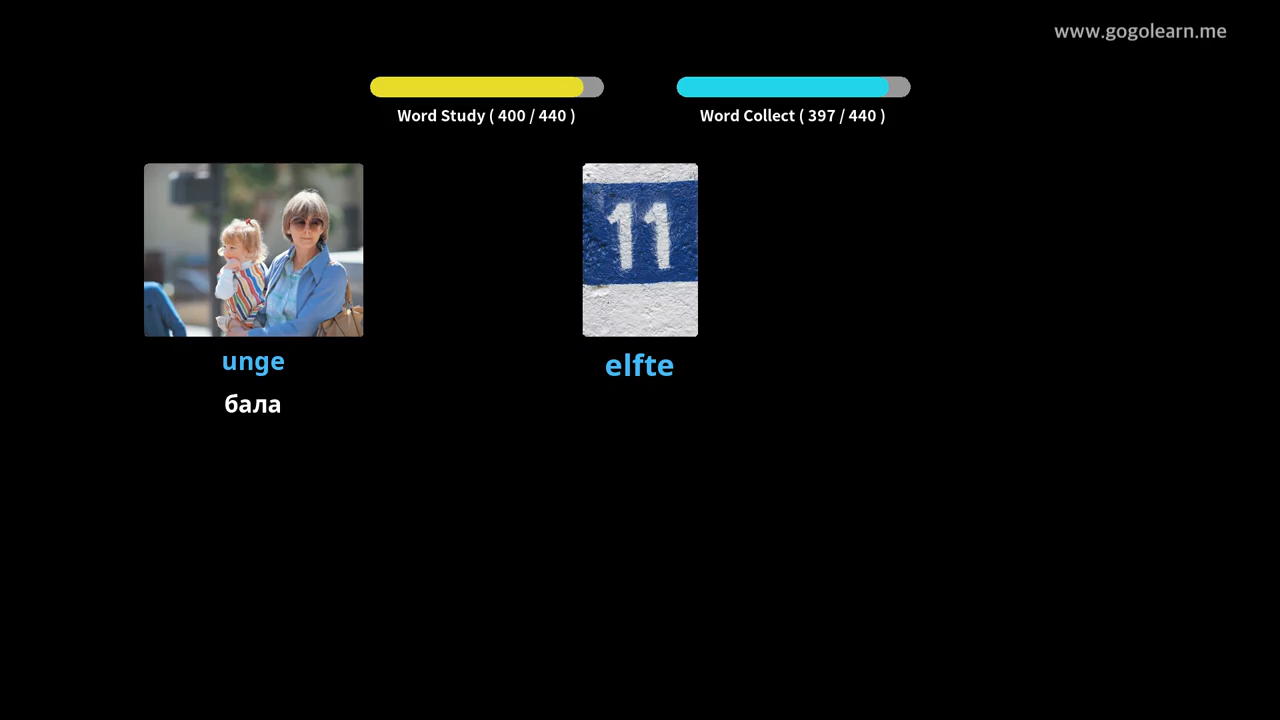 www.gogolearn.me
Word Study ( 400 / 440 )
Word Collect ( 397 / 440 )
11
unge
elfte
бала